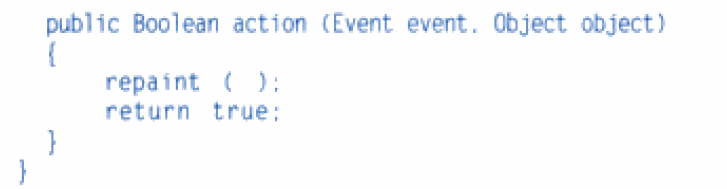 public Boolean action (Event event. Object object)
{
repaint ( );
return true;
}
}